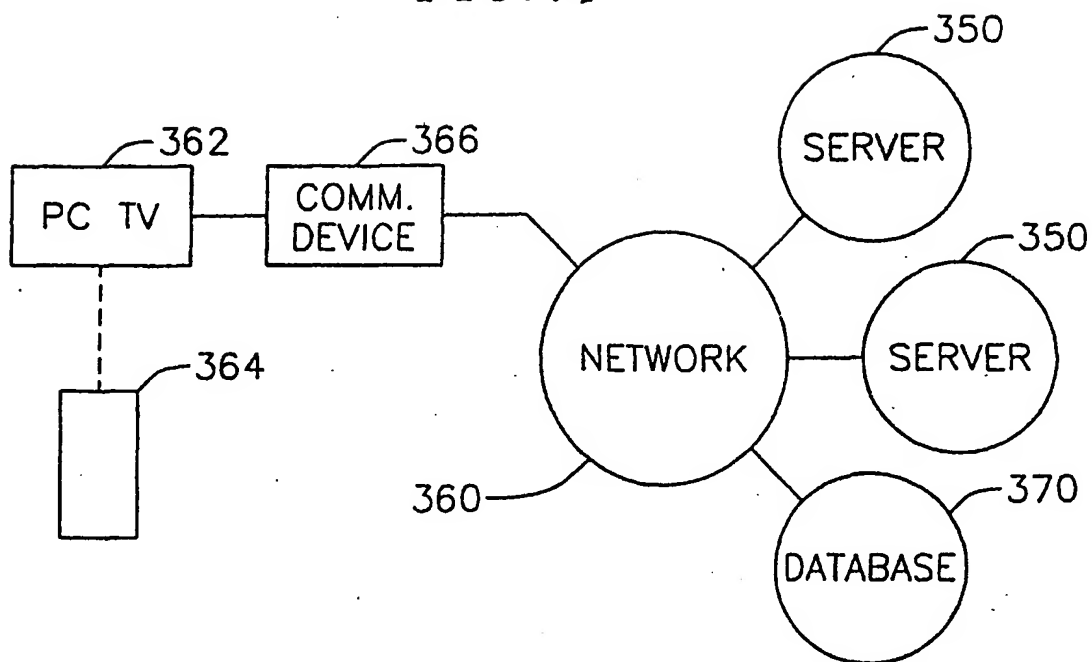 350
SERVER
362
366
PC TV
COMM.
DEVICE
350
SERVER
NETWORK
364
360
370
DATABASE